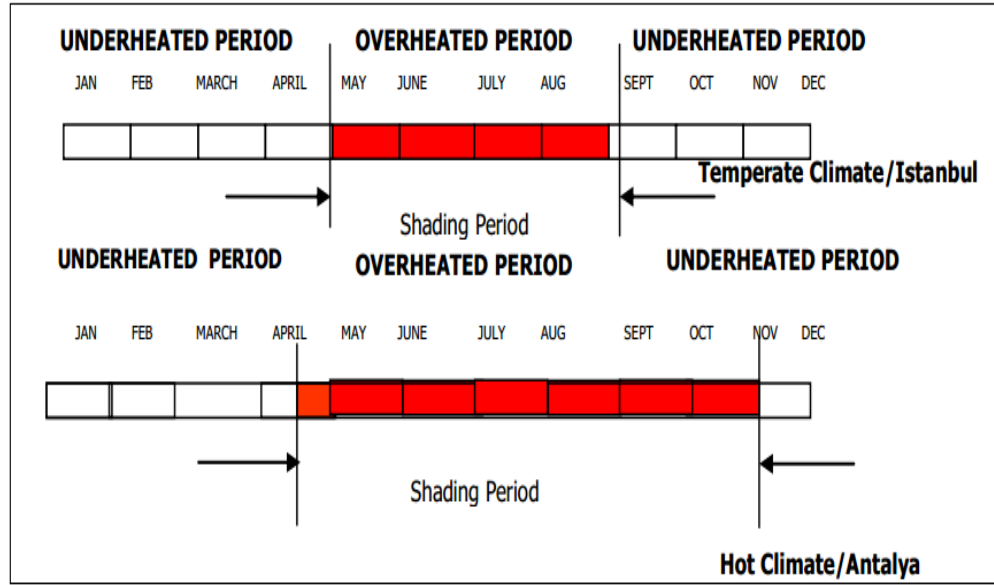 UNDERHEATED PERIOD OVERHEATED PERIOD UNDERHEATED PERIOD
JAN FEB MARCH APRIL MAY JUNE JULY AUG SEPT OCT NOV DEC
Temperate Climate/Istanbul
Shading Period
UNDERHEATED PERIOD OVERHEATED PERIOD UNDERHEATED PERIOD
JAN FEB MARCH APRIL MAY JUNE JULY AUG SEPT OCT NOV DEC
Shading Period
Hot Climate/Antalya